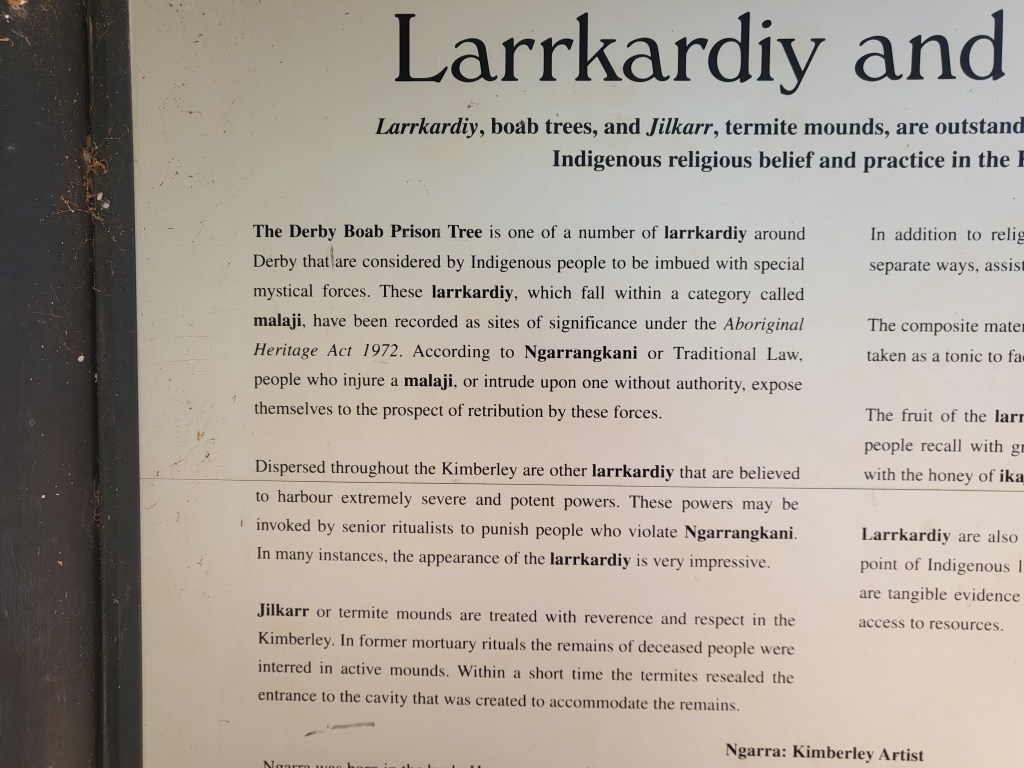 Larrkardiy and
Larrkardiy, boab trees, and Jilkarr, termite mounds, are outstand
Indigenous religious belief and practice in the
The Derby Boab Prison Tree is one of a number of larrkardiy around
Derby that are considered by Indigenous people to be imbued with special
mystical forces. These larrkardiy, which fall within a category called
malaji, have been recorded as sites of significance under the Aboriginal
Heritage Act 1972. According to Ngarrangkani or Traditional Law,
people who injure a malaji, or intrude upon one without authority, expose
themselves to the prospect of retribution by these forces.
Dispersed throughout the Kimberley are other larrkardiy that are believed
to harbour extremely severe and potent powers. These powers may be
invoked by senior ritualists to punish people who violate Ngarrangkani.
In many instances, the appearance of the larrkardiy is very impressive.
Jilkarr or termite mounds are treated with reverence and respect in the
Kimberley. In former mortuary rituals the remains of deceased people were
interred in active mounds. Within a short time the termites resealed the
entrance to the cavity that was created to accommodate the remains.
In addition to relig
separate ways, assist
The composite mater
taken as a tonic to fa
The fruit of the larr
people recall with gr
with the honey of ika
Larrkardiy are also
point of Indigenous l
are tangible evidence
access to resources.
Ngarra: Kimberley Artist
Ngarra was born in the bush.